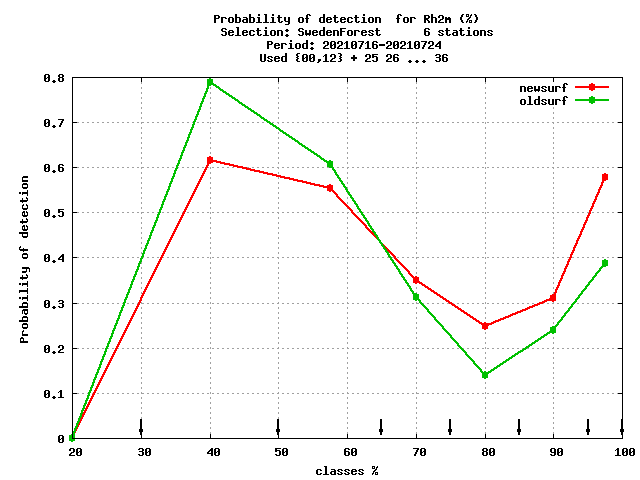 Probability of detection  for Rh2m (%)
Selection: SwedenForest      6 stations
Period: 20210716-20210724
Used {00,12} + 25 26 ... 36
newsurf
oldsurf
0.8
0.7
0.6
0.5
0.4
0.3
0.2
0.1
0
Probability of detection
20 30 40 50 60 70 80 90 100
classes %